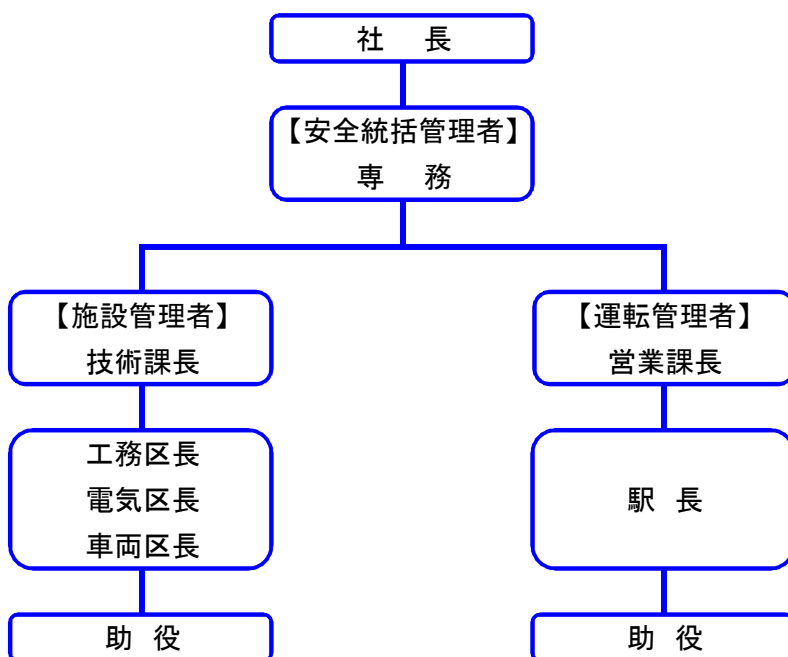 社　長
【安全統括管理者】
専　務
【施設管理者】
技術課長
【運転管理者】
営業課長
工務区長
電気区長
車両区長
駅 長
助 役
助 役